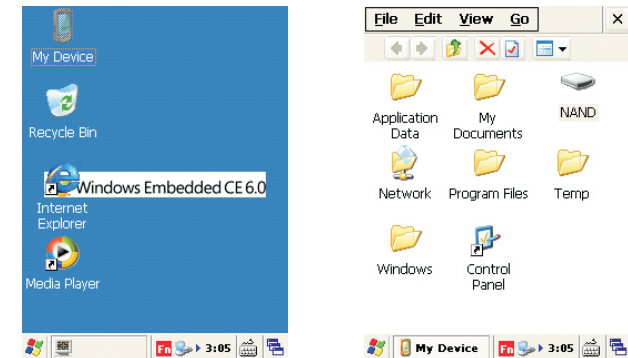 My Device
Recycle Bin
Windows Embedded CE 6.0
Internet
Explorer
Media Player
Fn 3:05
File Edit View Go
Application
Data
My
Documents
NAND
Network
Program Files
Temp
Windows
Control
Panel
My Device Fn 3:05